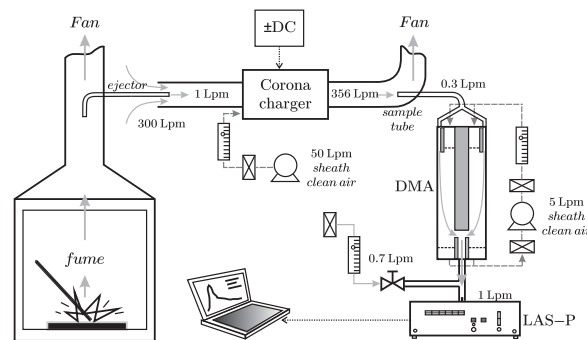 Fan
±DC
Fan
ejector
1 Lpm
Corona
charger
356 Lpm
0.3 Lpm
300 Lpm
sample
tube
50 Lpm
sheath
clean air
DMA
5 Lpm
sheath
clean air
fume
0.7 Lpm
1 Lpm
LAS–P